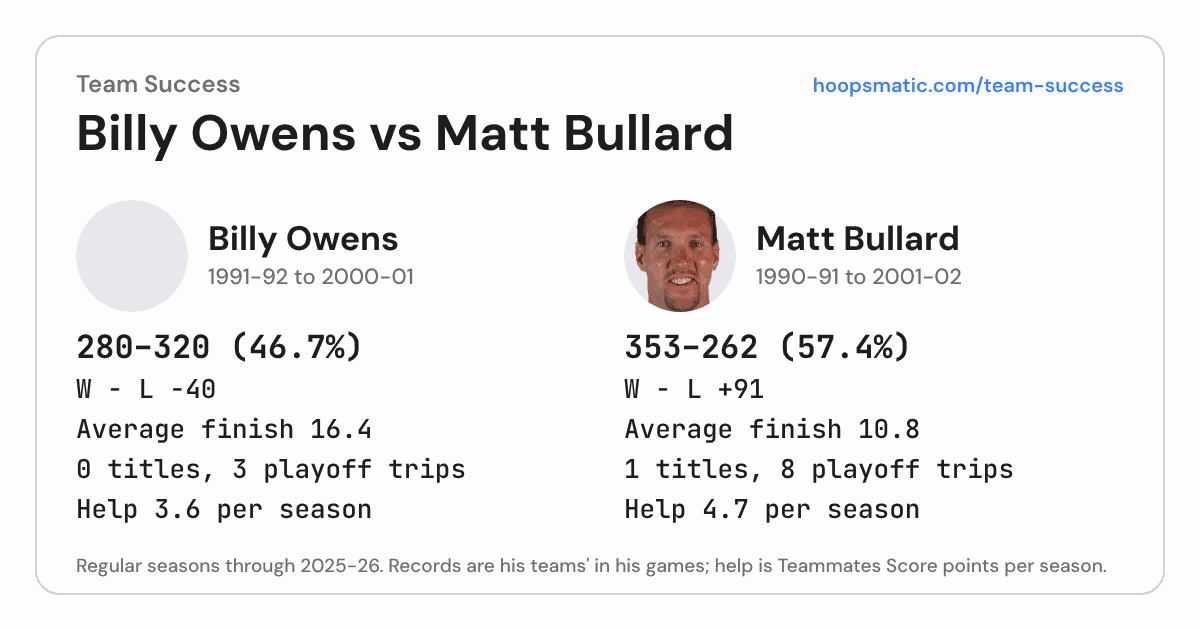 Team Success
hoopsmatic.com/team-success
Billy Owens vs Matt Bullard
Billy Owens
1991-92 to 2000-01
280-320 (46.7%)
W - L -40
Average finish 16.4
0 titles, 3 playoff trips
Help 3.6 per season
Matt Bullard
1990-91 to 2001-02
353-262 (57.4%)
W - L +91
Average finish 10.8
1 titles, 8 playoff trips
Help 4.7 per season
Regular seasons through 2025-26. Records are his teams' in his games; help is Teammates Score points per season.